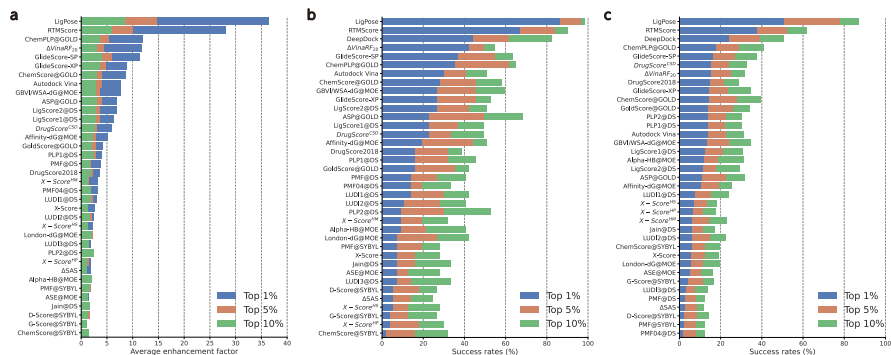 a
LigPose
RTMScore
ChemPLP@GOLD
ΔVinaRF₂₀
GlideScore-SP
GlideScore-XP
ChemScore@GOLD
Autodock Vina
GBVI/WSA-dG@MOE
ASP@GOLD
LigScore2@DS
LigScore1@DS
DrugScoreᶜˢᴰ
Affinity-dG@MOE
GoldScore@GOLD
PLP1@DS
PMF@DS
DrugScore2018
X−Scoreᴴᴹ
PMF04@DS
LUDI1@DS
X-Score
LUDI2@DS
X−Scoreᴴˢ
London-dG@MOE
LUDI3@DS
PLP2@DS
X−Scoreᴴᴾ
ΔSAS
Alpha-HB@MOE
PMF@SYBYL
ASE@MOE
Jain@DS
D-Score@SYBYL
G-Score@SYBYL
ChemScore@SYBYL
Top 1%
Top 5%
Top 10%
0 5 10 15 20 25 30 35 40
Average enhancement factor
b
LigPose
RTMScore
DeepDock
ΔVinaRF₂₀
GlideScore-SP
ChemPLP@GOLD
Autodock Vina
ChemScore@GOLD
GBVI/WSA-dG@MOE
GlideScore-XP
LigScore2@DS
ASP@GOLD
LigScore1@DS
DrugScoreᶜˢᴰ
Affinity-dG@MOE
DrugScore2018
PLP1@DS
GoldScore@GOLD
PMF@DS
PMF04@DS
LUDI1@DS
LUDI2@DS
PLP2@DS
X−Scoreᴴᴹ
Alpha-HB@MOE
London-dG@MOE
PMF@SYBYL
X-Score
Jain@DS
ASE@MOE
LUDI3@DS
D-Score@SYBYL
ΔSAS
X−Scoreᴴˢ
G-Score@SYBYL
X−Scoreᴴᴾ
ChemScore@SYBYL
Top 1%
Top 5%
Top 10%
0 20 40 60 80 100
Success rates (%)
c
LigPose
RTMScore
DeepDock
ChemPLP@GOLD
GlideScore-SP
DrugScoreᶜˢᴰ
ΔVinaRF₂₀
DrugScore2018
GlideScore-XP
ChemScore@GOLD
GoldScore@GOLD
PLP2@DS
PLP1@DS
Autodock Vina
GBVI/WSA-dG@MOE
LigScore1@DS
Alpha-HB@MOE
LigScore2@DS
ASP@GOLD
Affinity-dG@MOE
LUDI1@DS
X−Scoreᴴˢ
X−Scoreᴴᴾ
X−Scoreᴴᴹ
Jain@DS
LUDI2@DS
ChemScore@SYBYL
X-Score
London-dG@MOE
ASE@MOE
G-Score@SYBYL
LUDI3@DS
PMF@DS
ΔSAS
D-Score@SYBYL
PMF@SYBYL
PMF04@DS
Top 1%
Top 5%
Top 10%
0 20 40 60 80 100
Success rates (%)